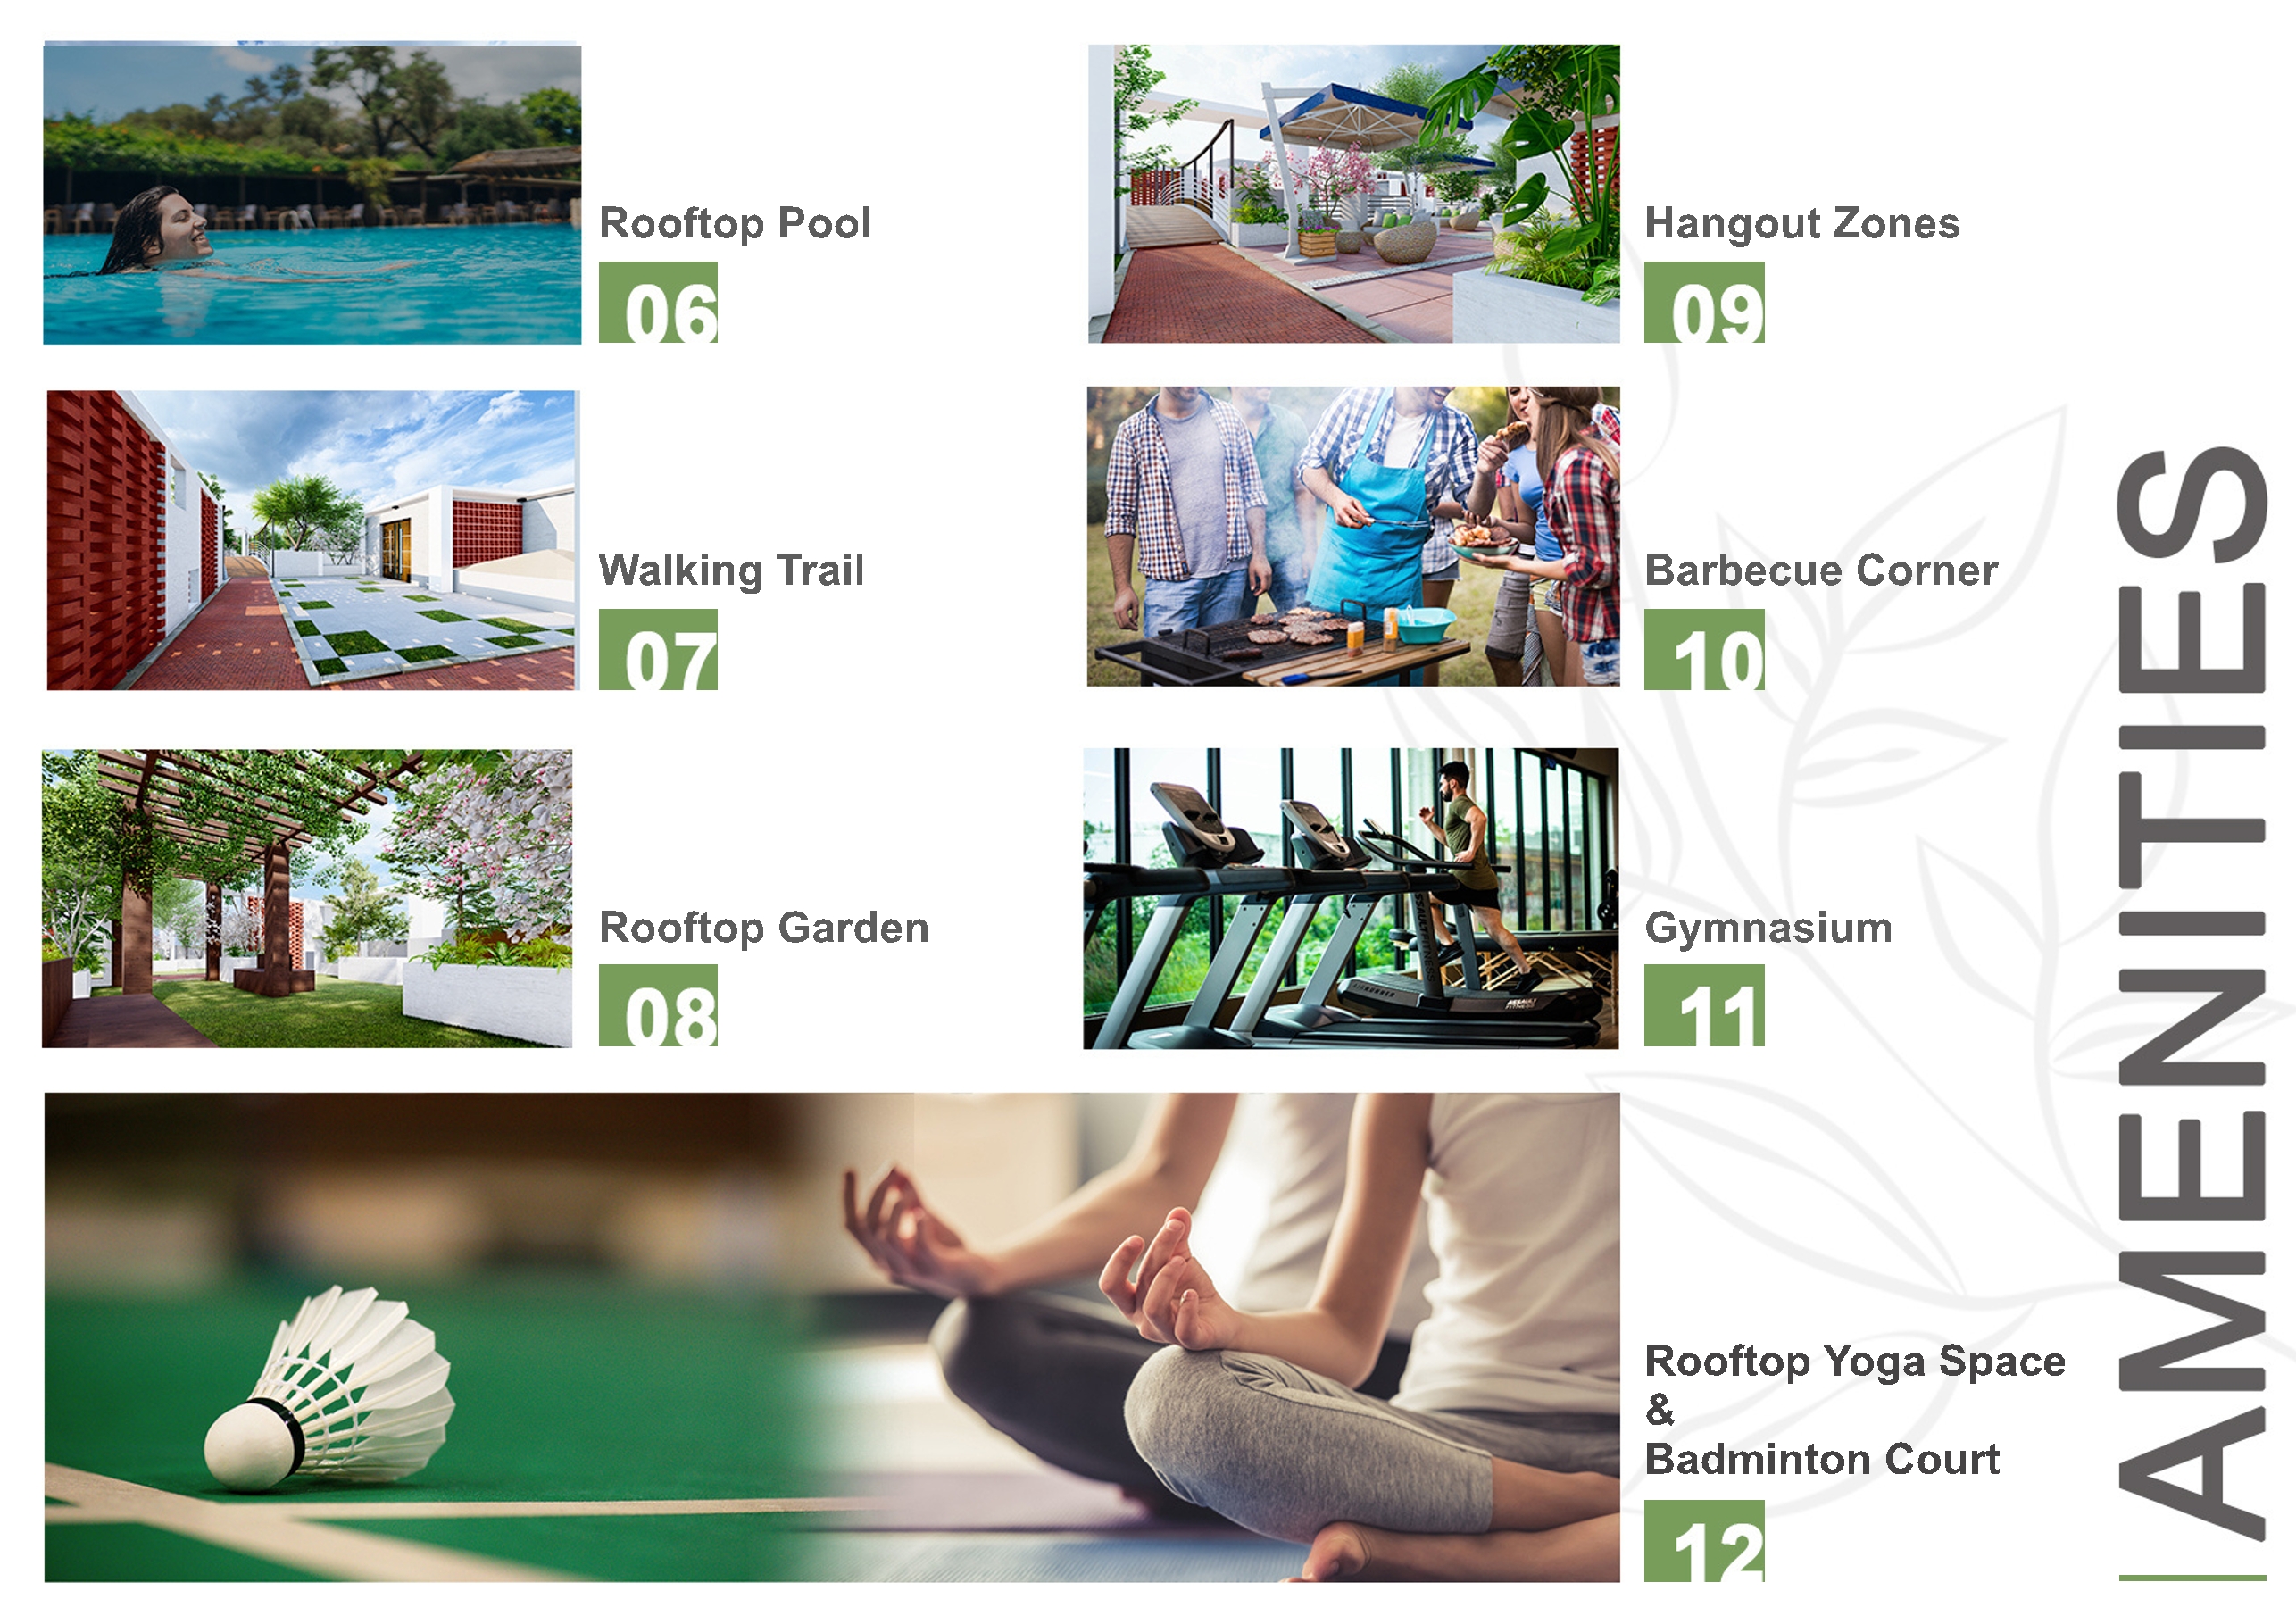 Rooftop Pool
06
Walking Trail
07
Rooftop Garden
08
Hangout Zones
09
Barbecue Corner
10
Gymnasium
11
Rooftop Yoga Space
&
Badminton Court
12
AMENITIES